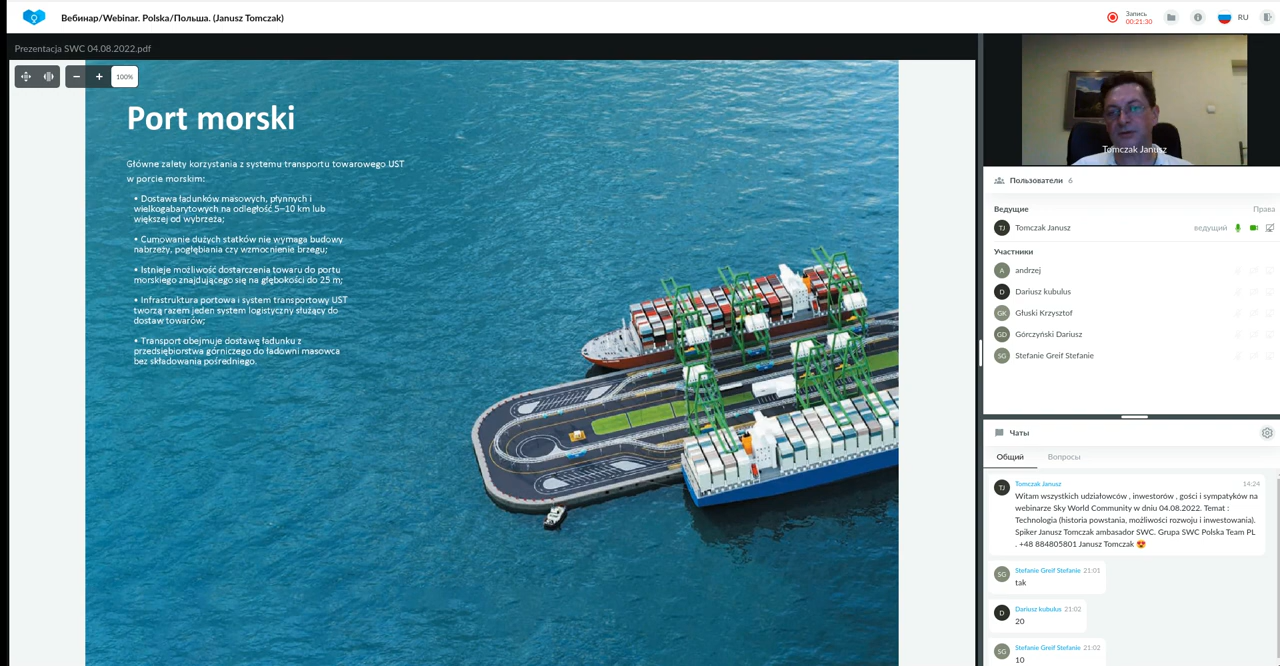 Вебинар/Webinar. Polska/Польша. (Janusz Tomczak)
Запись
00:21:30
RU
Prezentacja SWC 04.08.2022.pdf
100%
Port morski
Główne zalety korzystania z systemu transportu towarowego UST
w porcie morskim:
• Dostawa ładunków masowych, płynnych i
wielkogabarytowych na odległość 5–10 km lub
większej od wybrzeża;
• Cumowanie dużych statków nie wymaga budowy
nabrzeży, pogłębiania czy wzmocnienie brzegu;
• Istnieje możliwość dostarczenia towaru do portu
morskiego znajdującego się na głębokości do 25 m;
• Infrastruktura portowa i system transportowy UST
tworzą razem jeden system logistyczny służący do
dostaw towarów;
• Transport obejmuje dostawę ładunku z
przedsiębiorstwa górniczego do ładowni masowca
bez składowania pośredniego.
Tomczak Janusz
Пользователи 6
Ведущие Права
TJ Tomczak Janusz ведущий
Участники
A andrzej
D Dariusz kubulus
GK Głuski Krzysztof
GD Górczyński Dariusz
SG Stefanie Greif Stefanie
Чаты
Общий Вопросы
TJ Tomczak Janusz 14:24
Witam wszystkich udziałowców , inwestorów , gości i sympatyków na
webinarze Sky World Community w dniu 04.08.2022. Temat :
Technologia (historia powstania, możliwości rozwoju i inwestowania).
Spiker Janusz Tomczak ambasador SWC. Grupa SWC Polska Team PL
. +48 884805801 Janusz Tomczak 😍
SG Stefanie Greif Stefanie 21:01
tak
D Dariusz kubulus 21:02
20
SG Stefanie Greif Stefanie 21:02
10